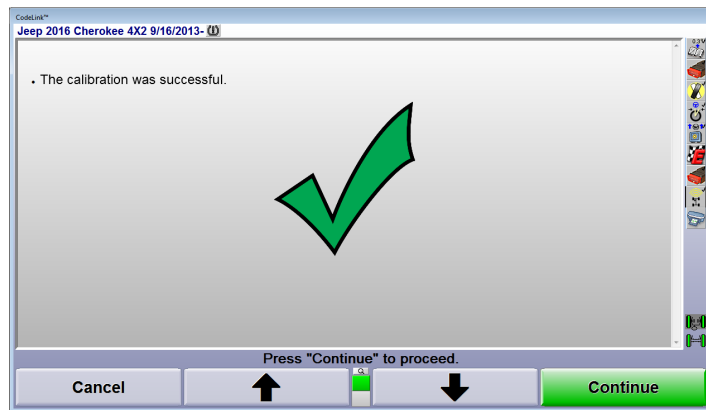 CodeLink™
Jeep 2016 Cherokee 4X2 9/16/2013-
• The calibration was successful.
Press "Continue" to proceed.
Cancel
Continue